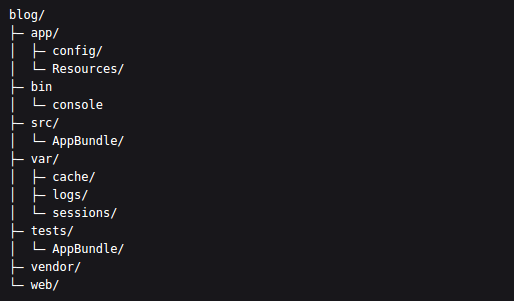 blog/
├─ app/
│  ├─ config/
│  └─ Resources/
├─ bin
│  └─ console
├─ src/
│  └─ AppBundle/
├─ var/
│  ├─ cache/
│  ├─ logs/
│  └─ sessions/
├─ tests/
│  └─ AppBundle/
├─ vendor/
└─ web/